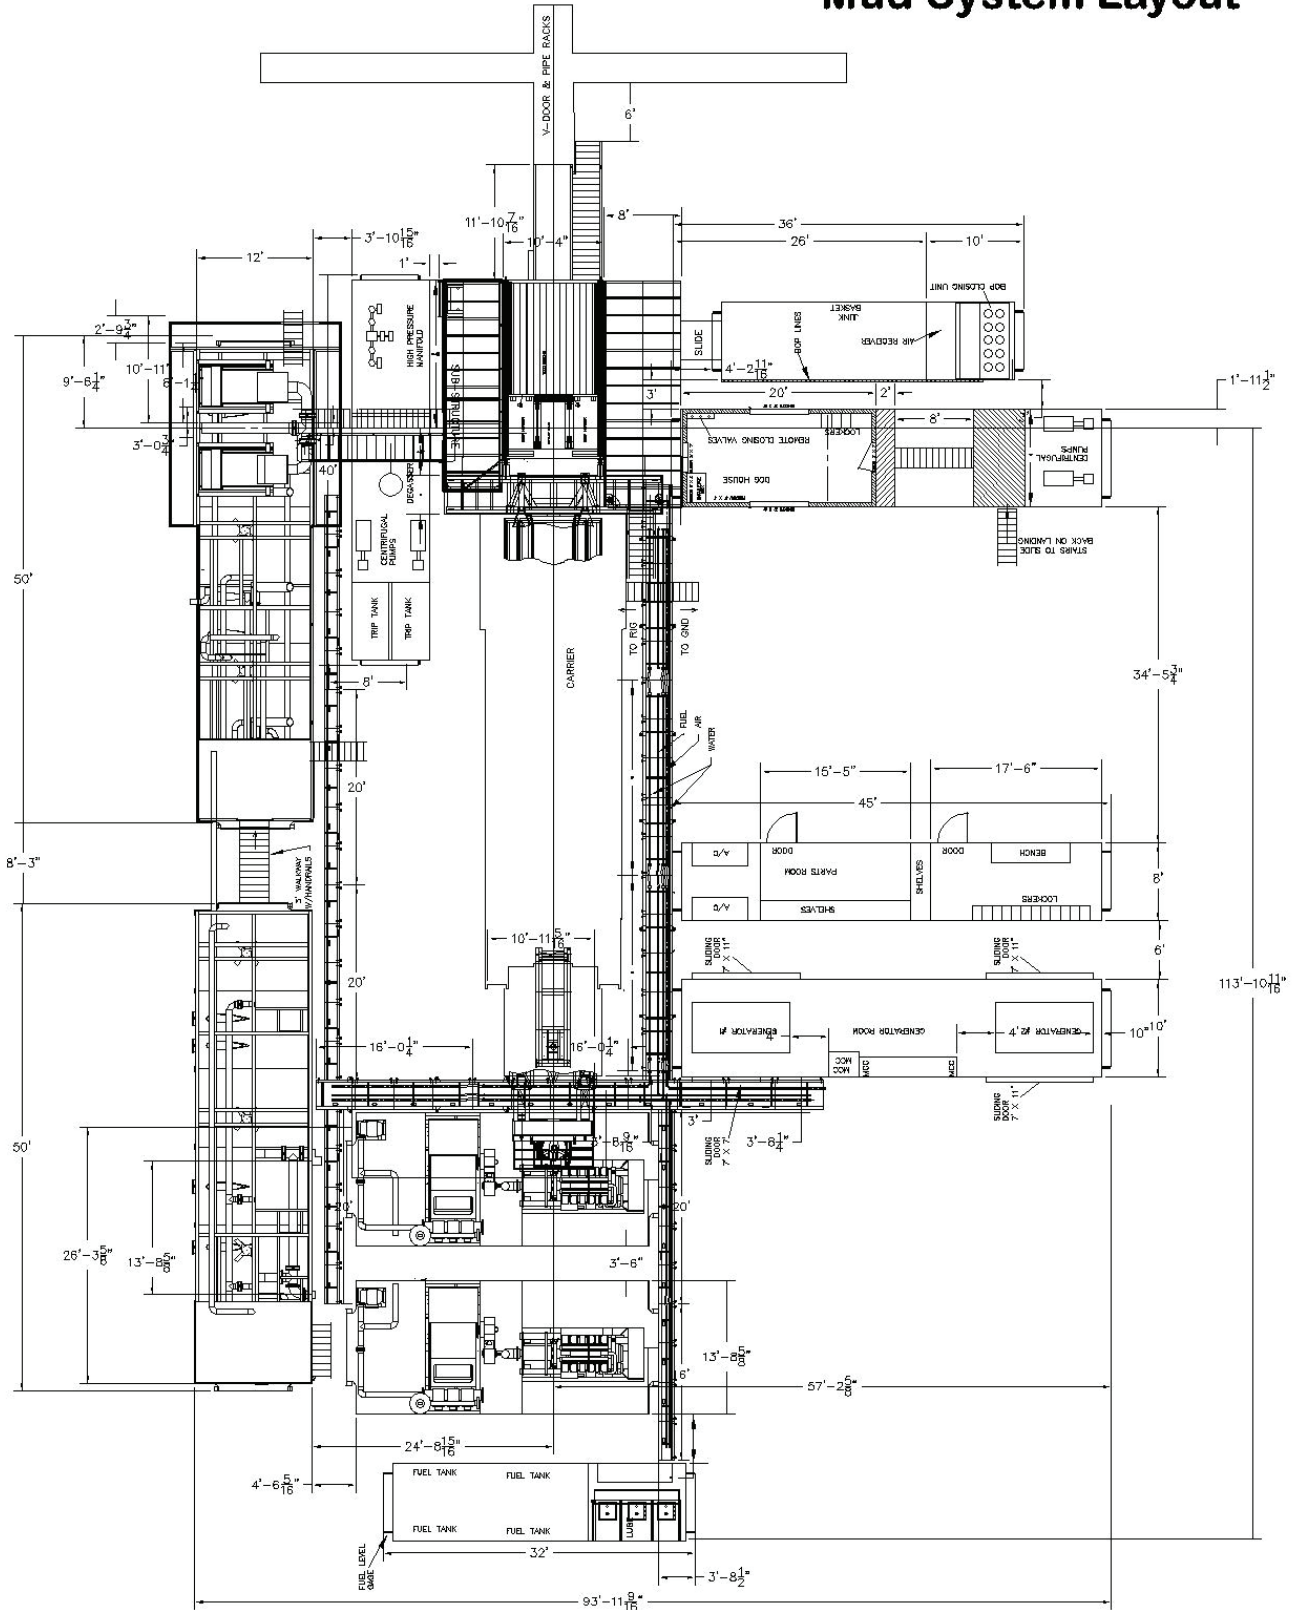 Mud System Layout
V-DOOR & PIPE RACKS
6'
8'
36'
11'-10 7/16"
10'-4"
26'
10'
3'-10 15/16"
12'
1'
BOP CLOSING UNIT
JUNK
BASKET
BOP LINES
AIR RECEIVER
SLIDE
HIGH PRESSURE
MANIFOLD
2'-9 3/4"
10'-11"
9'-6 1/4"
4'-2 11/16"
3'
20'
2'
8'
1'-11 1/2"
SUB-STRUCTURE
REMOTE CLOSING VALVES
LOCKERS
DOG HOUSE
CENTRIFUGAL
PUMPS
3'-0 3/4"
40'
DEGASSER
CENTRIFUGAL
PUMPS
STAIRS TO SLIDE
BACK ON LANDING
50'
TRIP TANK
TRIP TANK
TO RIG
TO GND
CARRIER
8'
34'-5 3/4"
FUEL
AIR
WATER
20'
15'-5"
17'-6"
45'
8'-3"
3' WALKWAY
W/HANDRAILS
A/C
DOOR
DOOR
BENCH
PARTS ROOM
SHELVES
8'
A/C
SHELVES
LOCKERS
10'-11 5/16"
SLIDING
DOOR
7' X 11"
SLIDING
DOOR
7' X 11"
6'
20'
113'-10 11/16"
GENERATOR #1
4'
GENERATOR ROOM
4'
GENERATOR #2
10"
10'
16'-0 1/4"
16'-0 1/4"
MCC
MCC
MCC
MCC
SLIDING
DOOR
7' X 11"
3'
3'-8 1/4"
SLIDING
DOOR
7' X 7'
50'
20'
20'
26'-3 5/8"
13'-8 5/8"
3'-6"
13'-8 5/8"
6'
57'-2 5/8"
24'-8 15/16"
4'-6 5/16"
FUEL TANK
FUEL TANK
FUEL TANK
FUEL TANK
LUBE
FUEL LEVEL
GAGE
32'
3'-8 1/2"
93'-11 9/16"